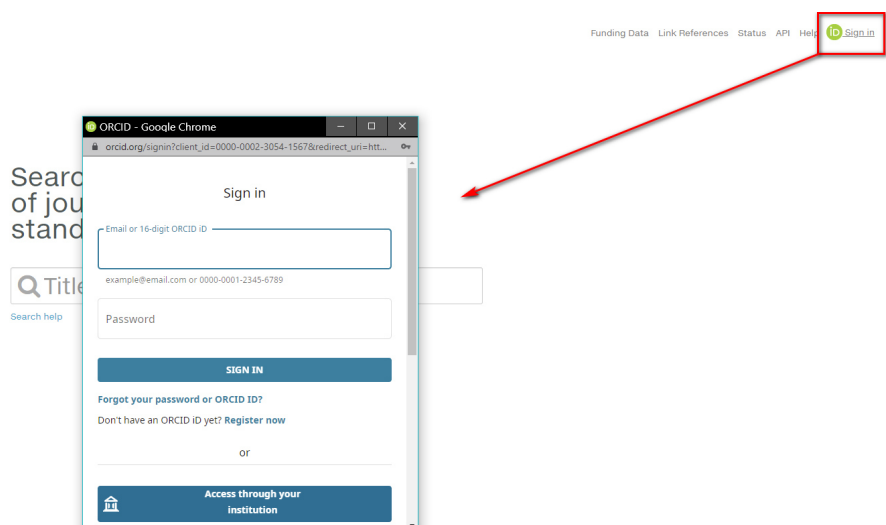 Funding Data Link References Status API Help iD Sign in
iD ORCID - Google Chrome
orcid.org/signin?client_id=0000-0002-3054-1567&redirect_uri=htt...
Sign in
Searc
of jou
stand
Email or 16-digit ORCID iD
Title
example@email.com or 0000-0001-2345-6789
Search help
Password
SIGN IN
Forgot your password or ORCID ID?
Don't have an ORCID iD yet? Register now
or
Access through your
institution